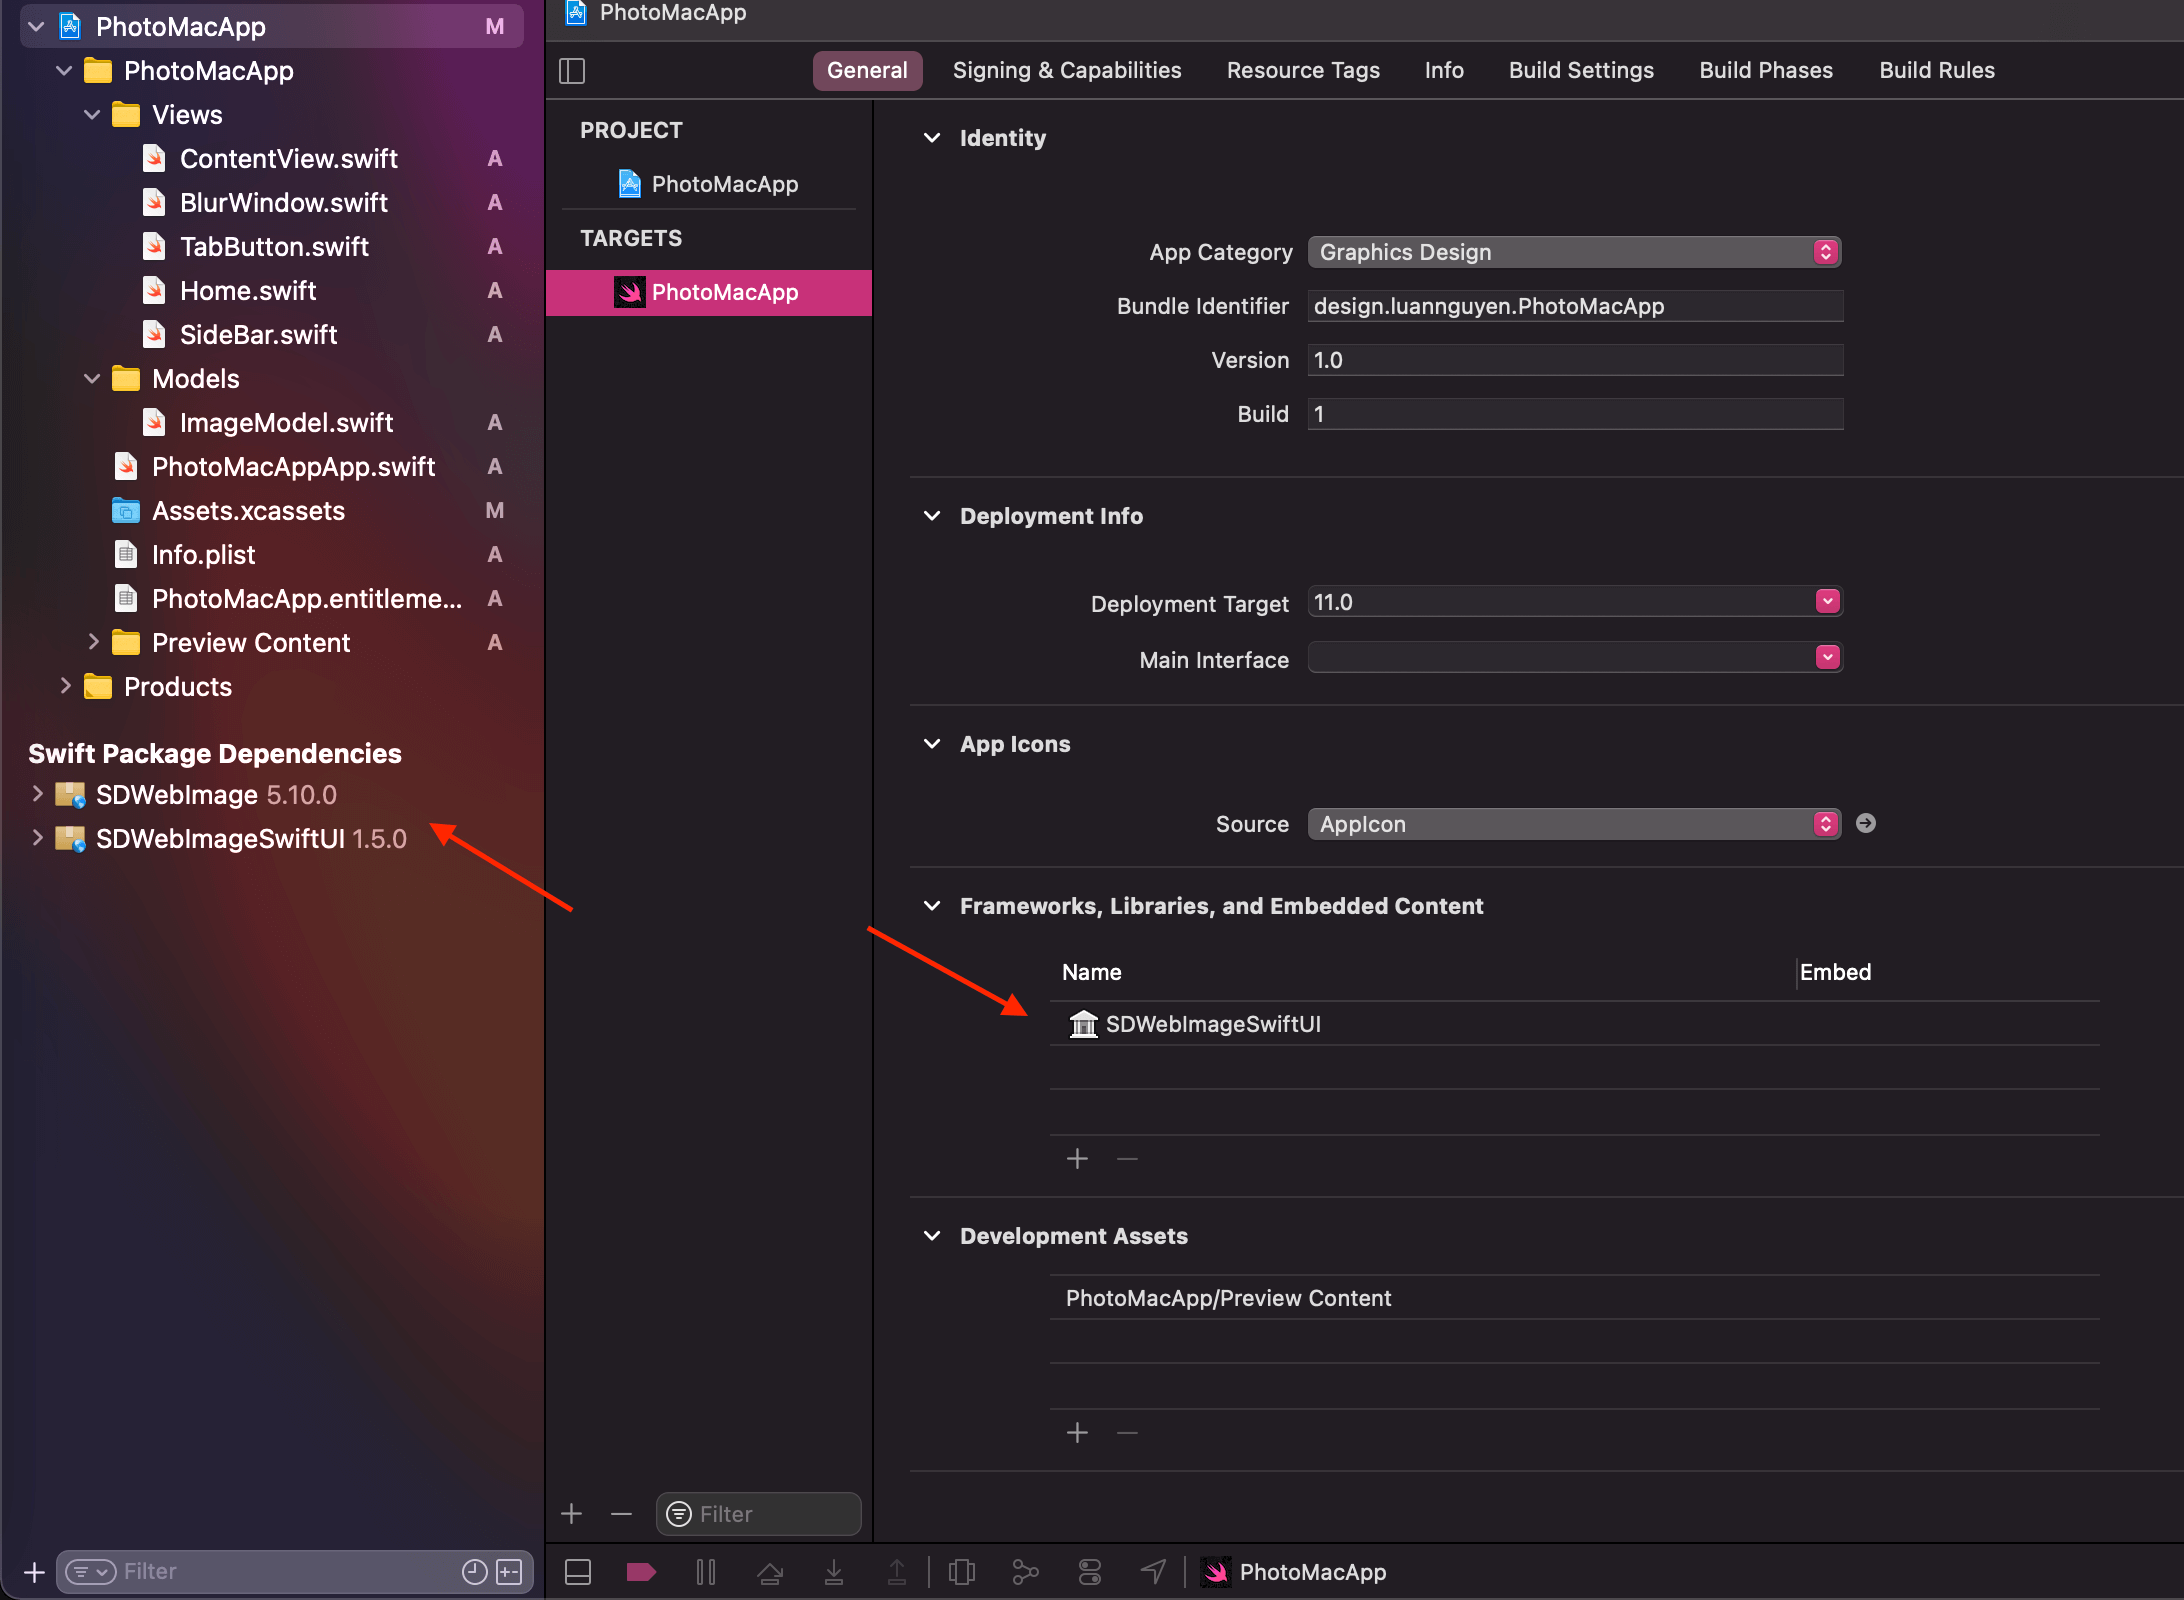 PhotoMacApp M
PhotoMacApp
Views
ContentView.swift A
BlurWindow.swift A
TabButton.swift A
Home.swift A
SideBar.swift A
Models
ImageModel.swift A
PhotoMacAppApp.swift A
Assets.xcassets M
Info.plist A
PhotoMacApp.entitleme... A
Preview Content A
Products
Swift Package Dependencies
SDWebImage 5.10.0
SDWebImageSwiftUI 1.5.0
Filter
PhotoMacApp
General Signing & Capabilities Resource Tags Info Build Settings Build Phases Build Rules
PROJECT
PhotoMacApp
TARGETS
PhotoMacApp
Filter
Identity
App Category Graphics Design
Bundle Identifier design.luannguyen.PhotoMacApp
Version 1.0
Build 1
Deployment Info
Deployment Target 11.0
Main Interface
App Icons
Source AppIcon
Frameworks, Libraries, and Embedded Content
Name Embed
SDWebImageSwiftUI
Development Assets
PhotoMacApp/Preview Content
PhotoMacApp